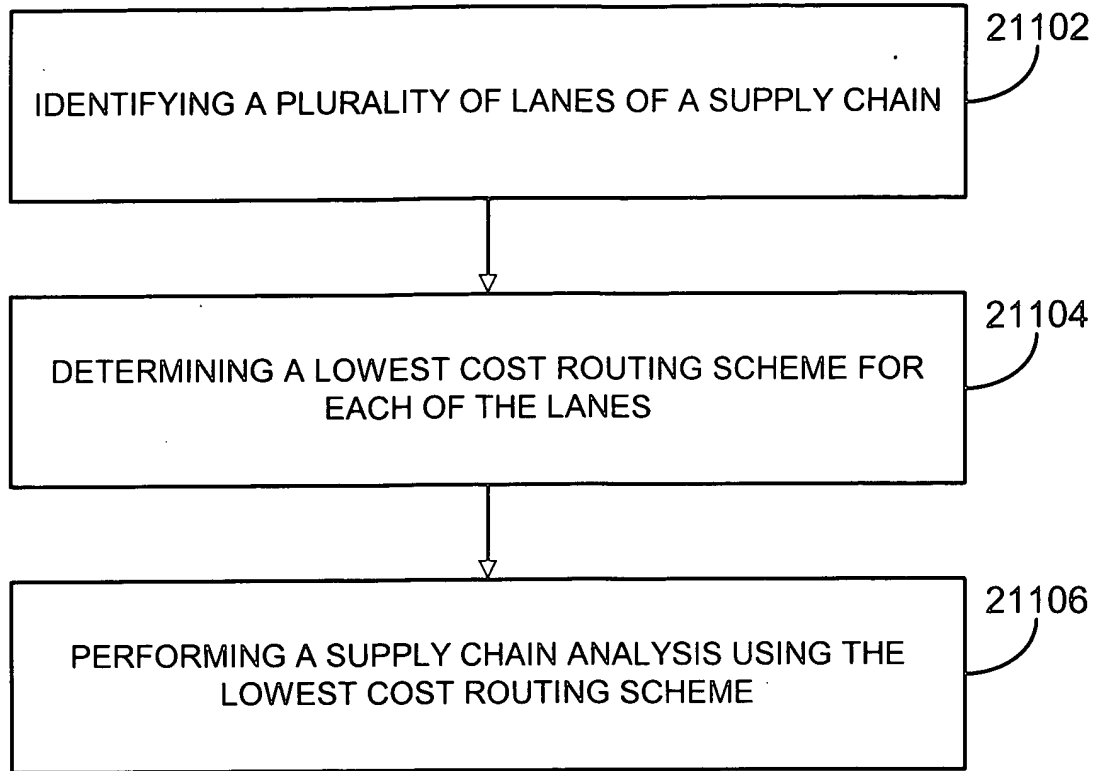 21102
IDENTIFYING A PLURALITY OF LANES OF A SUPPLY CHAIN
21104
DETERMINING A LOWEST COST ROUTING SCHEME FOR
EACH OF THE LANES
21106
PERFORMING A SUPPLY CHAIN ANALYSIS USING THE
LOWEST COST ROUTING SCHEME